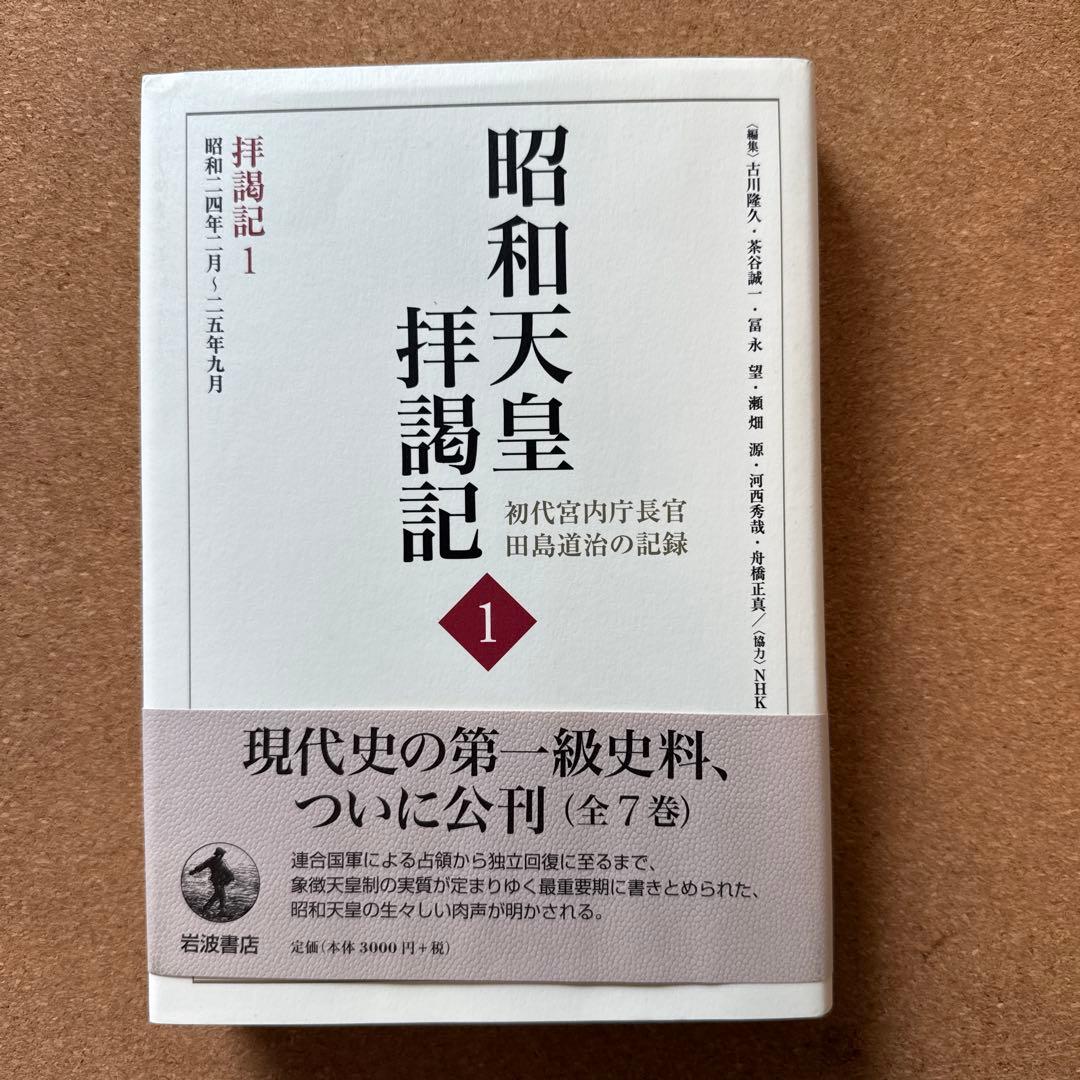 〈編集〉古川隆久・茶谷誠一・冨永 望・瀬畑 源・河西秀哉・舟橋正真／〈協力〉NHK
昭和天皇
拝謁記
初代宮内庁長官
田島道治の記録
1
拝謁記 1
昭和二四年二月～二五年九月
現代史の第一級史料、
ついに公刊（全7巻）
連合国軍による占領から独立回復に至るまで、
象徴天皇制の実質が定まりゆく最重要期に書きとめられた、
昭和天皇の生々しい肉声が明かされる。
岩波書店
定価（本体 3000 円＋税）